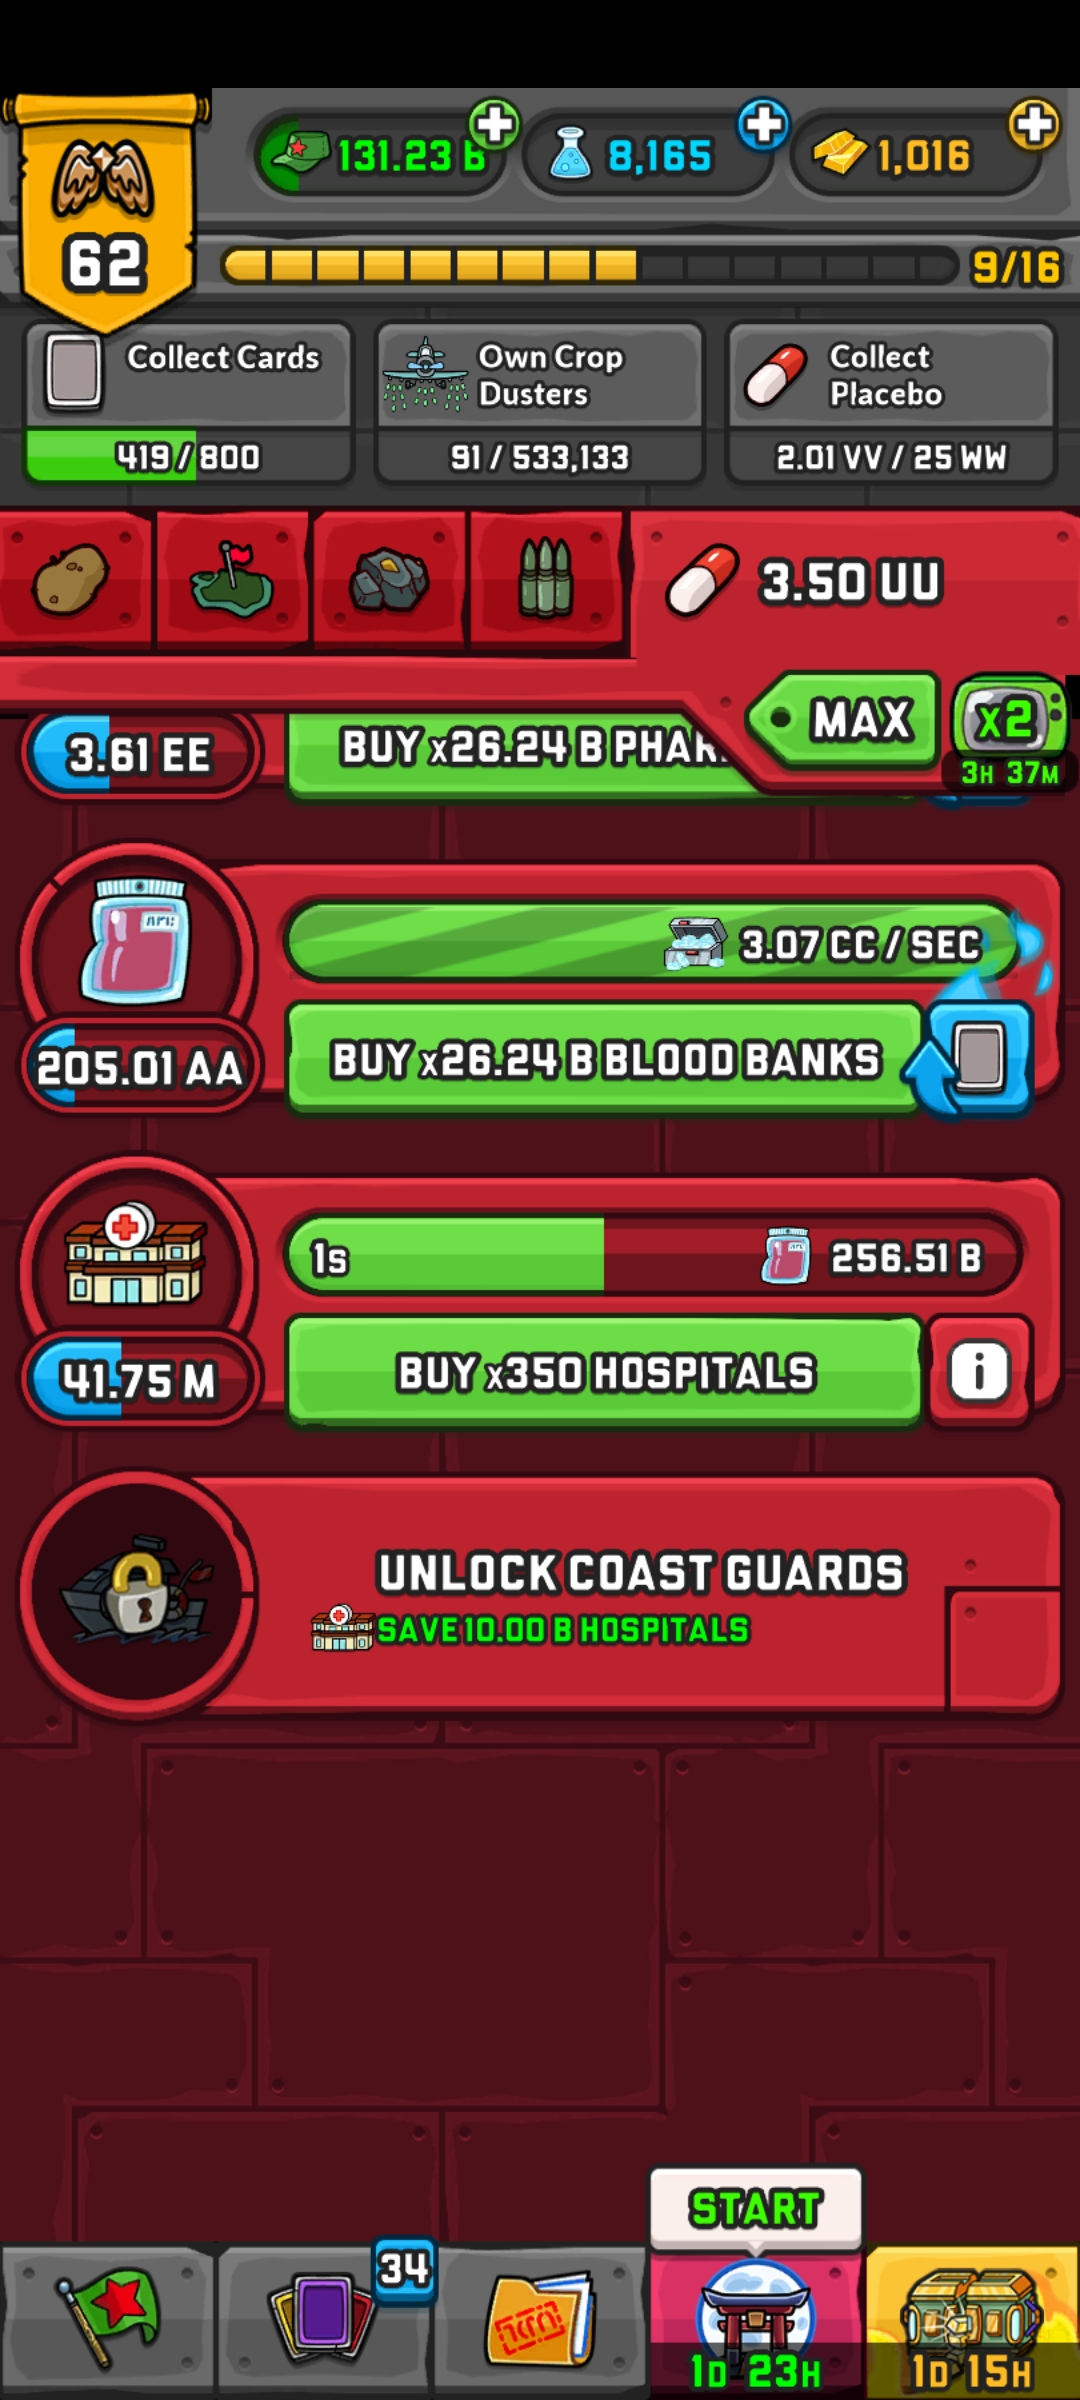 131.23 B
8,165
1,016
62
9/16
Collect Cards
419 / 800
Own Crop
Dusters
91 / 533,133
Collect
Placebo
2.01 VV / 25 WW
3.50 UU
MAX
x2
3H 37M
3.61 EE
BUY x26.24 B
3.07 CC / SEC
205.01 AA
BUY x26.24 B BLOOD BANKS
1s
256.51 B
41.75 M
BUY x350 HOSPITALS
i
UNLOCK COAST GUARDS
SAVE 10.00 B HOSPITALS
START
34
1D 23H
1D 15H